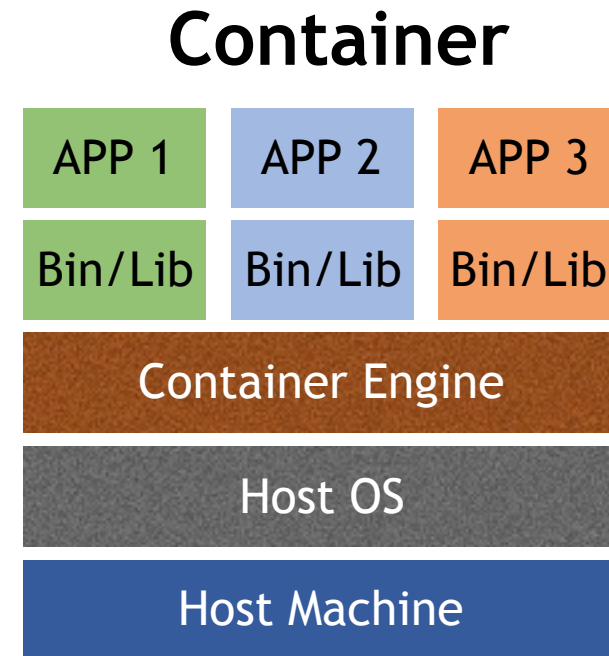 Container
APP 1 APP 2 APP 3
Bin/Lib Bin/Lib Bin/Lib
Container Engine
Host OS
Host Machine